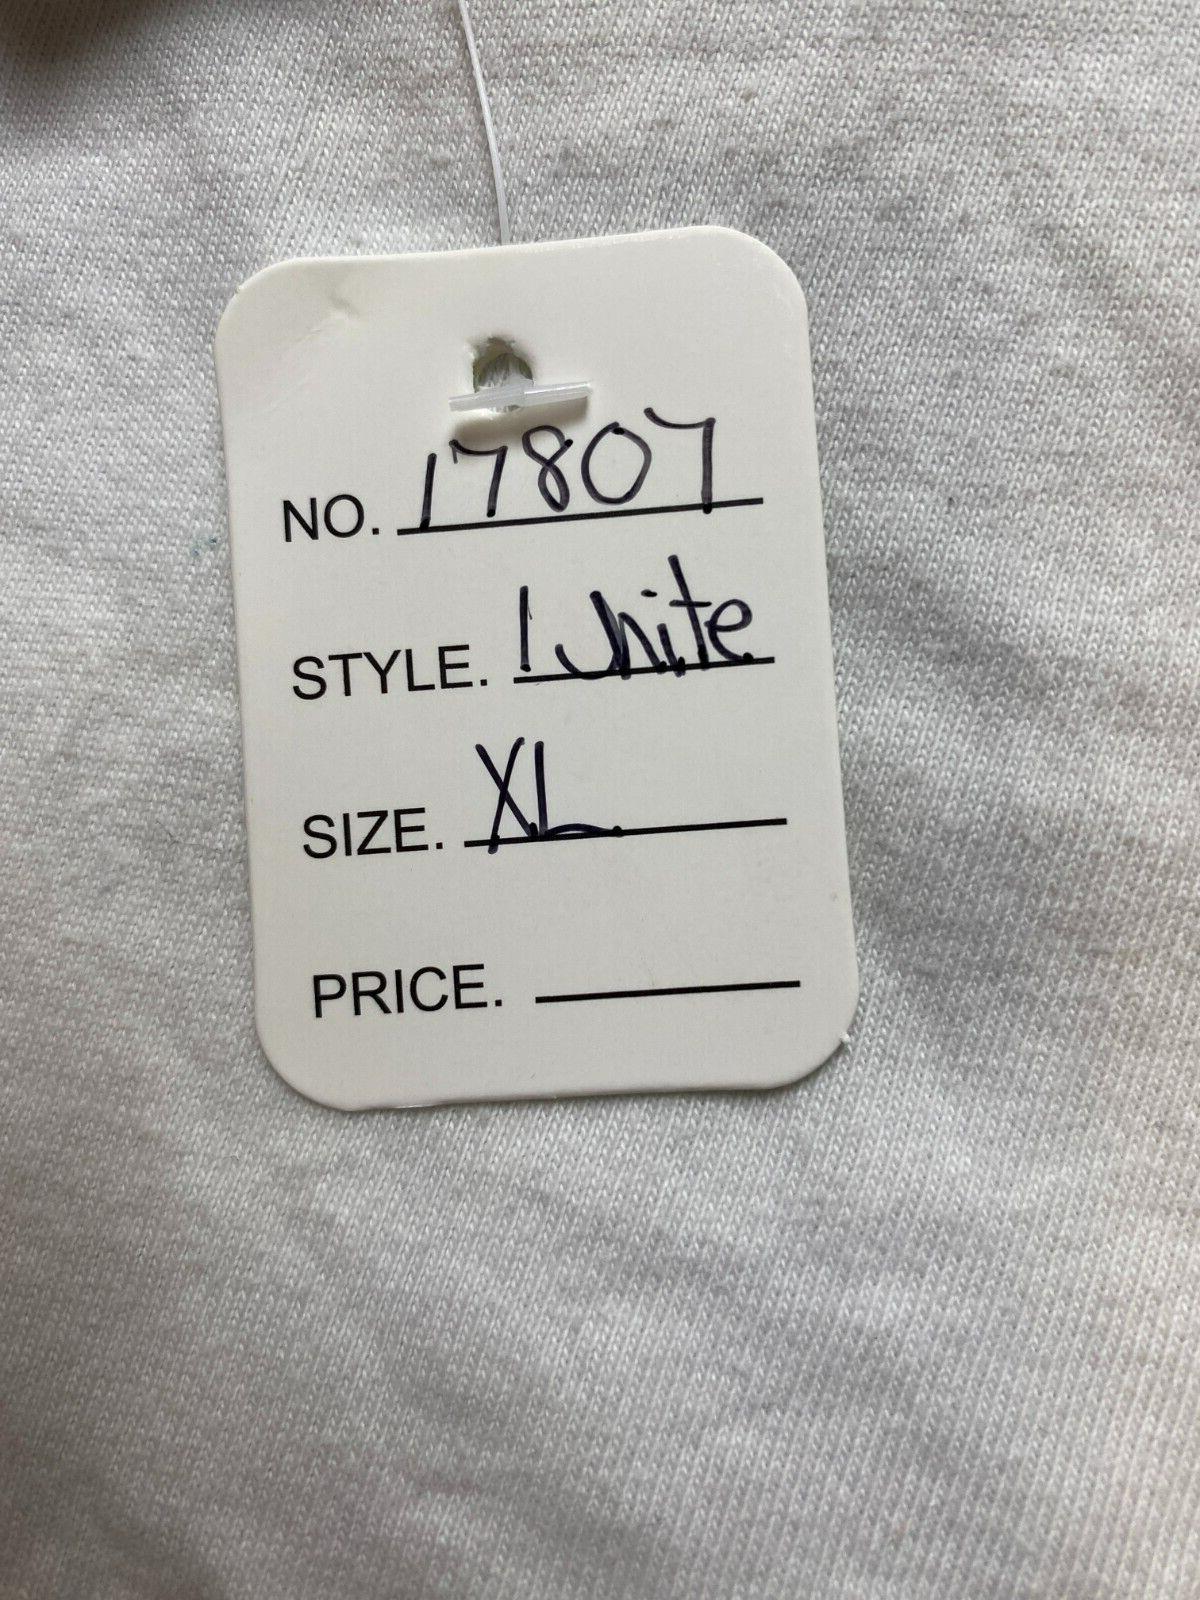 NO. 17807
STYLE. White
SIZE. XL
PRICE.